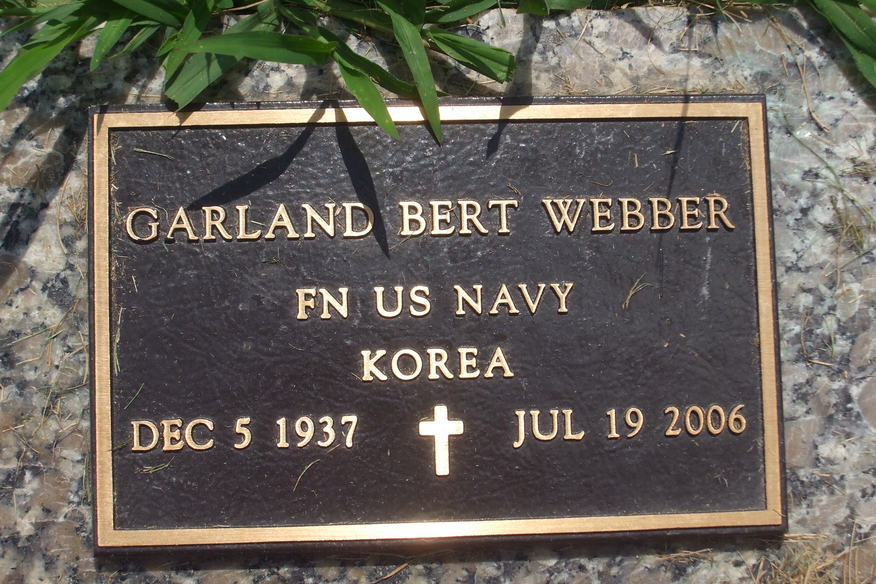 GARLAND BERT WEBBER
FN US NAVY
KOREA
DEC 5 1937 JUL 19 2006